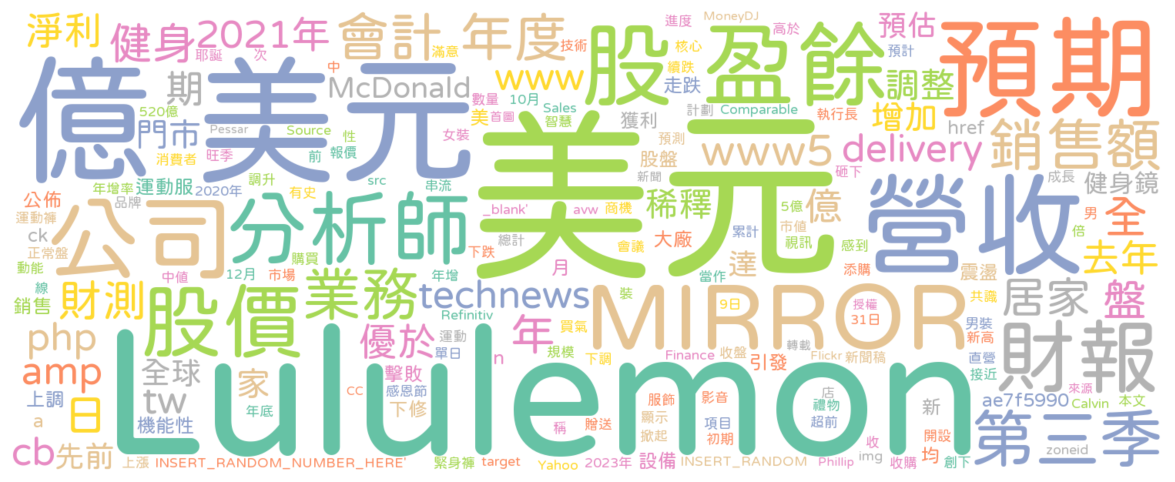 淨利 健身 2021年 會計 年度 滿意 進度 MoneyDJ 高於 預估 預期
耶誕 次 技術 核心 預計
億美元 期 McDonald www 股 盈餘 續跌 走跌 調整
中 數量 10月 Sales 計劃 Comparable 執行長 增加
520億 門市 Pessar Source 性 美 首圖 智慧 獲利 href 銷售額
消費者 旺季 前 報價 女裝 預測 www5 delivery
股盤 新聞 砸下 成長 健身鏡
年增率 運動服 2020年 調升 src 串流 美元 營收
公佈 品牌 有史 _blank' avw 商機 稀釋 5億 億 男 全
運動褲 公司 分析師 總計 會議 大廠 市值 累計 視訊 感到 倍
ck 正常盤 購買 下跌 達 添購 震盪 去年
動能 中值 12月 市場 年增 月 當作
線 財測 股價 業務 technews 裝 MIRROR 9日 授權 共識 居家 盤
銷售 Refinitiv 31日 男裝 新高
php 優於 年 買氣 規模 Finance 收盤 轉載 直營 財報
運動 單日 n 下調 引發 Flickr 新聞稿 接近 來源
amp 全球 家 擊敗 Lululemon 店
日 上調 tw 年底 cc 感恩節 服飾 影音 禮物 新 ae7f5990 Calvin 本文
a 機能性 下修 稱 贈送 顯示 項目 超前 開設 第三季
cb 先前 掀起 初期 收 均 zoneid
上漲 INSERT_RANDOM_NUMBER_HERE' 緊身褲 target Yahoo 2023年 設備 INSERT_RANDOM Phillip img 收購 創下